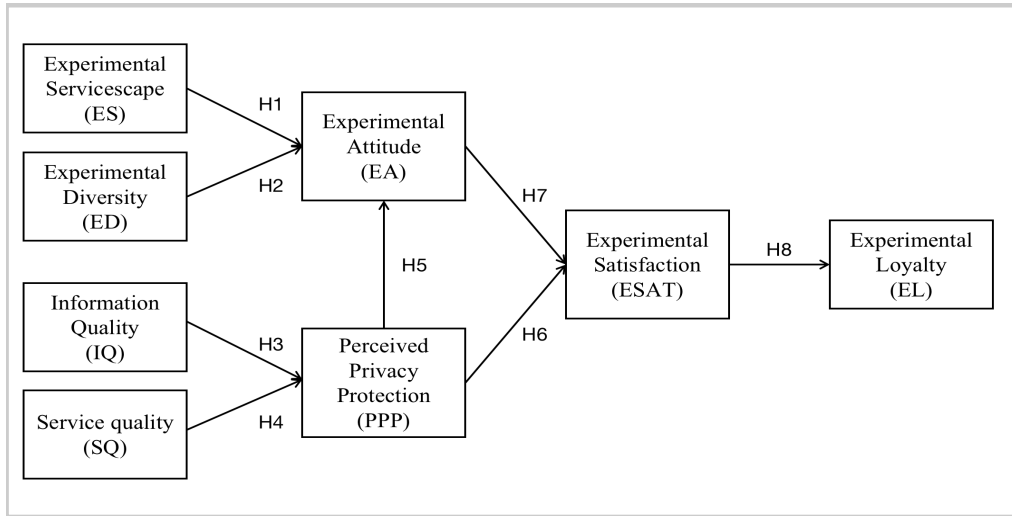 Experimental
Servicescape
(ES)
H1
Experimental
Diversity
(ED)
H2
Experimental
Attitude
(EA)
H7
H5
Information
Quality
(IQ)
H3
Service quality
(SQ)
H4
Perceived
Privacy
Protection
(PPP)
H6
Experimental
Satisfaction
(ESAT)
H8
Experimental
Loyalty
(EL)